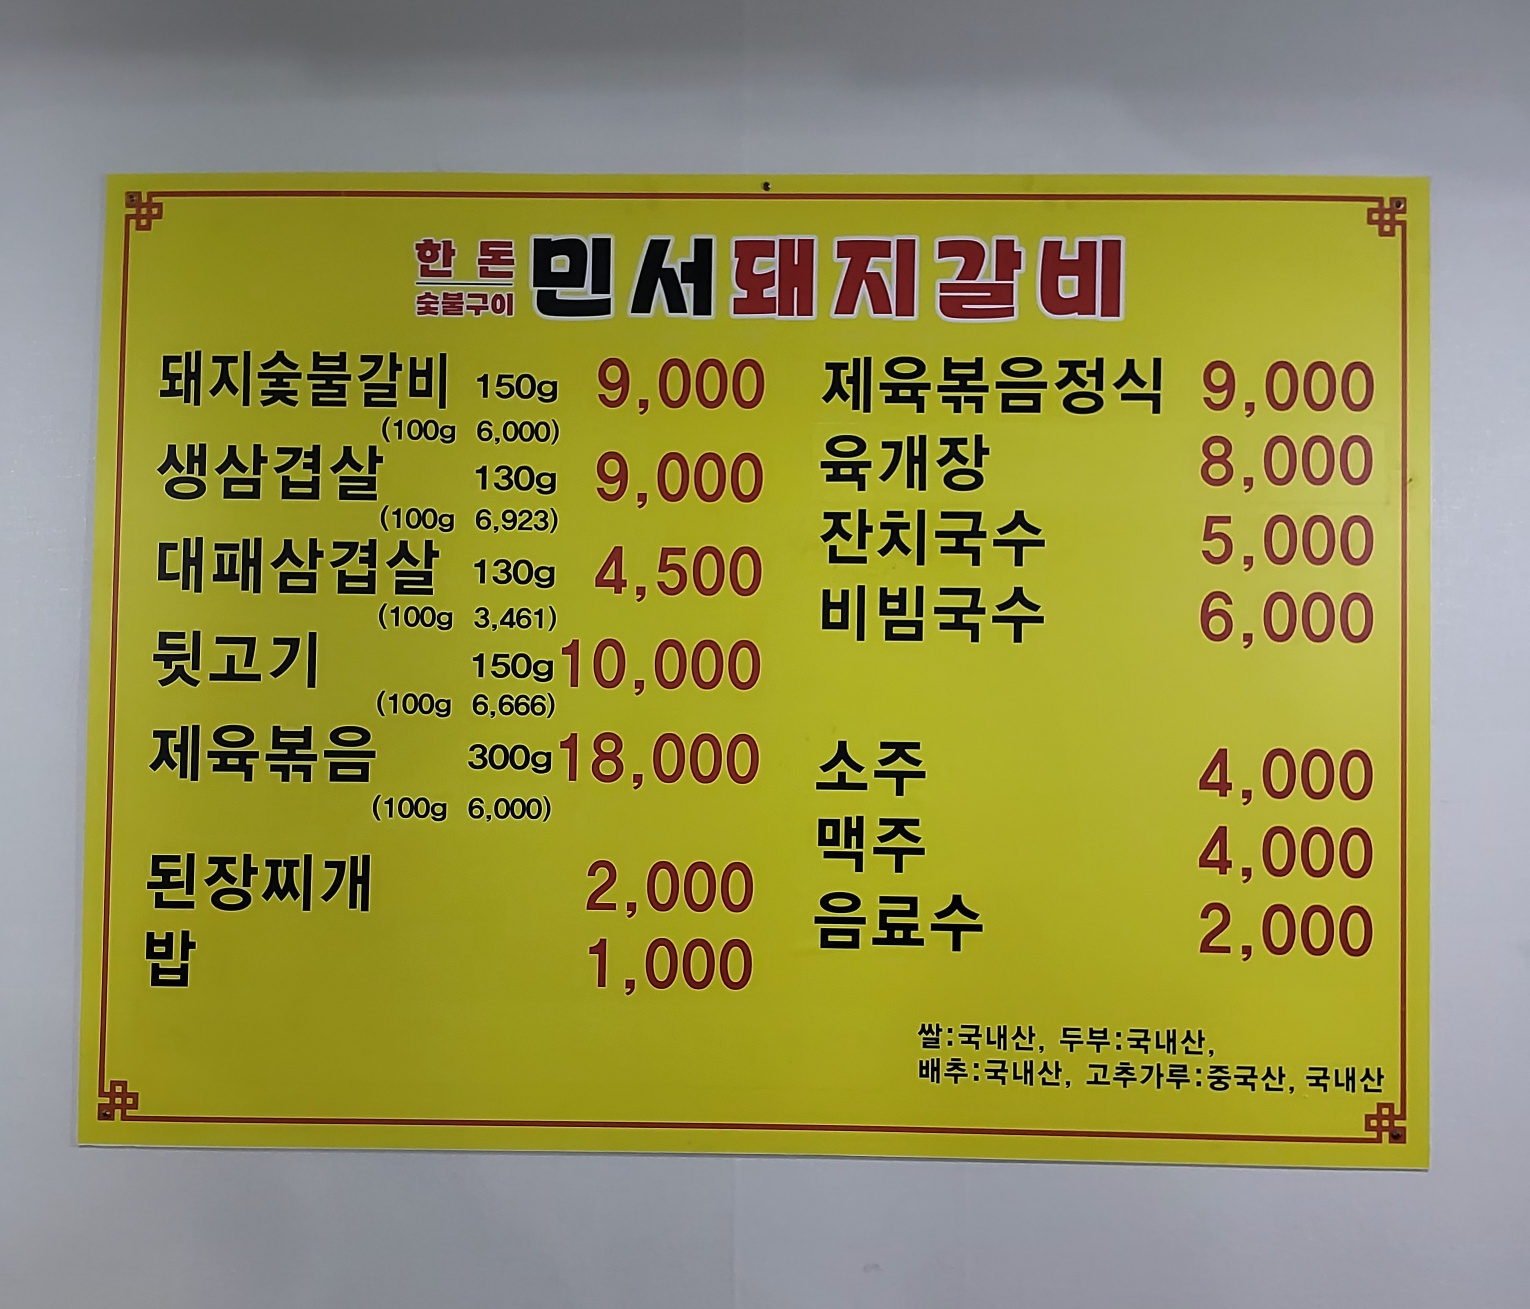 한돈
숯불구이
민서돼지갈비
돼지숯불갈비 150g 9,000
(100g 6,000)
생삼겹살 130g 9,000
(100g 6,923)
대패삼겹살 130g 4,500
(100g 3,461)
뒷고기 150g 10,000
(100g 6,666)
제육볶음 300g 18,000
(100g 6,000)
된장찌개 2,000
밥 1,000
제육볶음정식 9,000
육개장 8,000
잔치국수 5,000
비빔국수 6,000
소주 4,000
맥주 4,000
음료수 2,000
쌀:국내산, 두부:국내산,
배추:국내산, 고추가루:중국산, 국내산